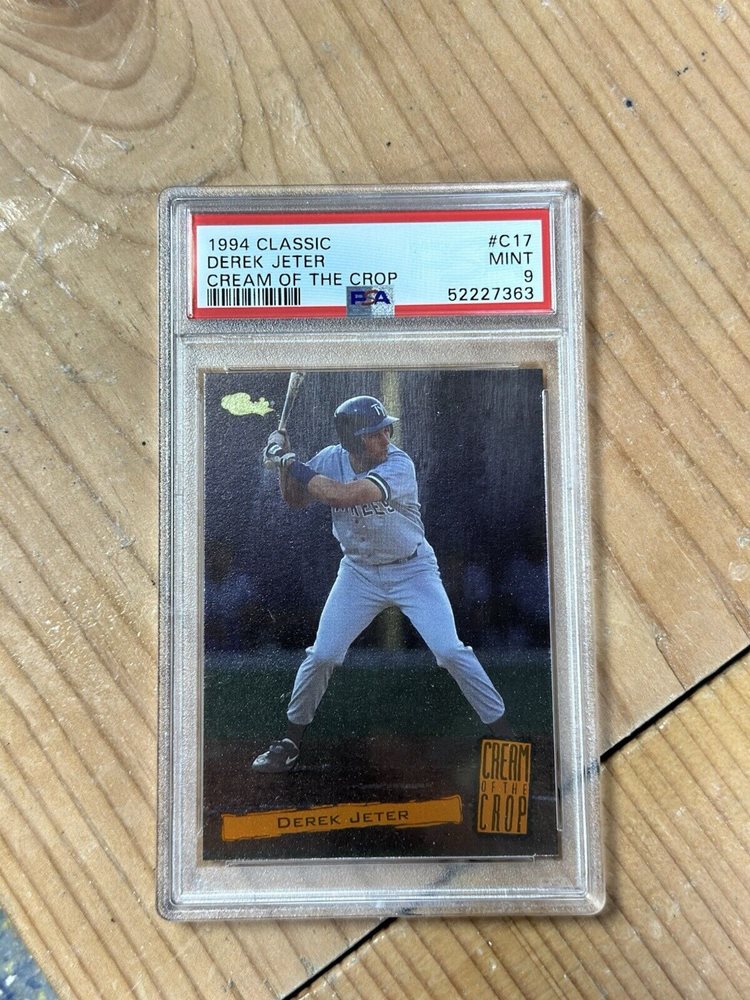 1994 CLASSIC #C17
DEREK JETER MINT
CREAM OF THE CROP 9
PSA 52227363
CREAM
OF THE
CROP
DEREK JETER